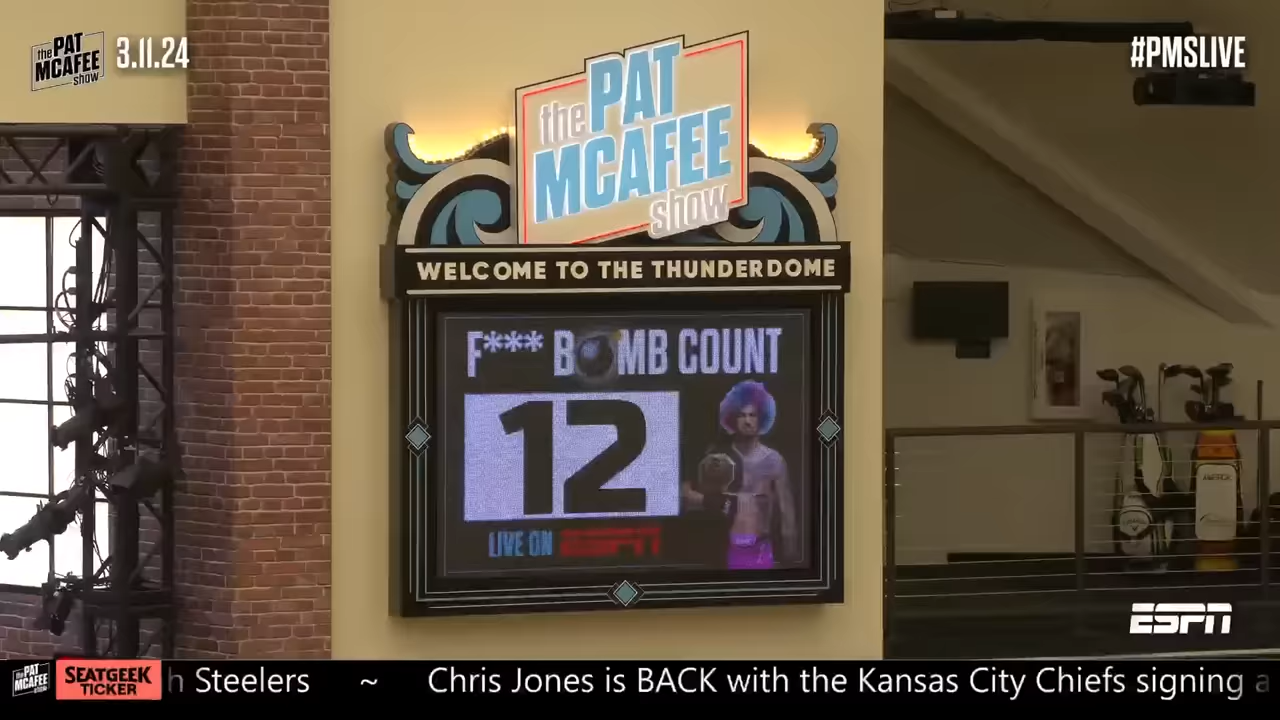 the PAT MCAFEE show
3.11.24
#PMSLIVE
the PAT
MCAFEE
show
WELCOME TO THE THUNDERDOME
F*** BOMB COUNT
12
LIVE ON ESPN
ESPN
the PAT MCAFEE show
SEATGEEK
TICKER
h Steelers ~ Chris Jones is BACK with the Kansas City Chiefs signing a